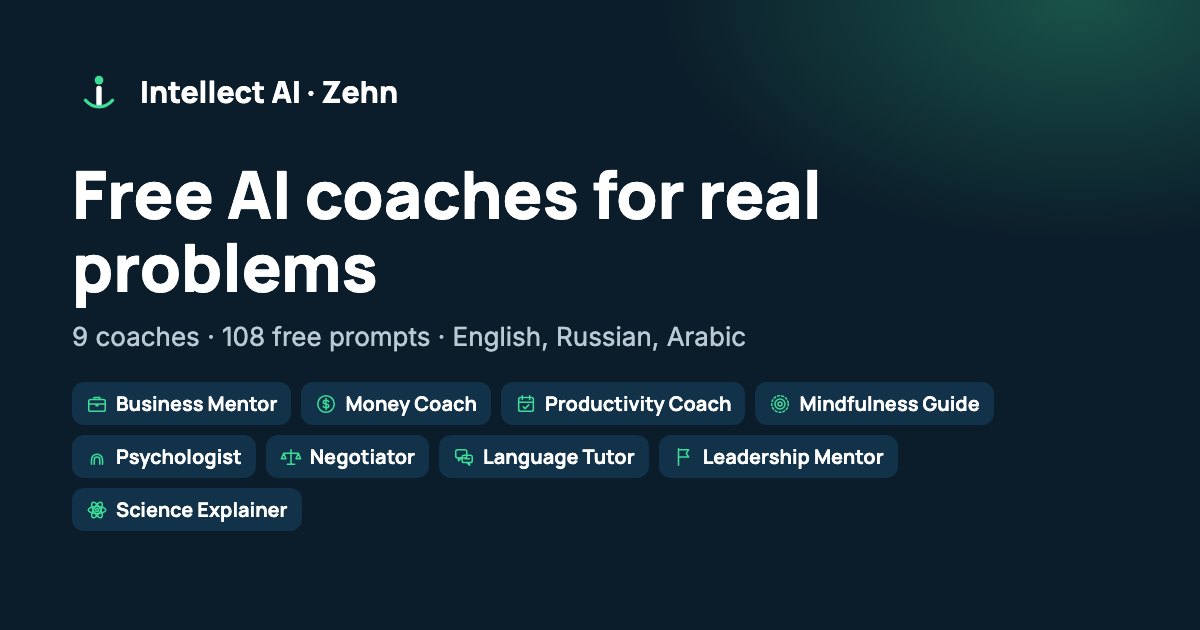 Intellect AI · Zehn
Free AI coaches for real
problems
9 coaches · 108 free prompts · English, Russian, Arabic
Business Mentor Money Coach Productivity Coach Mindfulness Guide
Psychologist Negotiator Language Tutor Leadership Mentor
Science Explainer